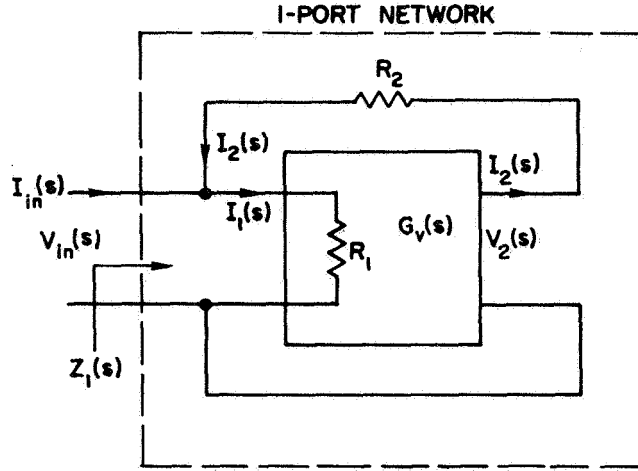 1-PORT NETWORK
R2
I2(s)
I2(s)
Iin(s)
I1(s)
Gv(s)
Vin(s)
R1
V2(s)
Z1(s)